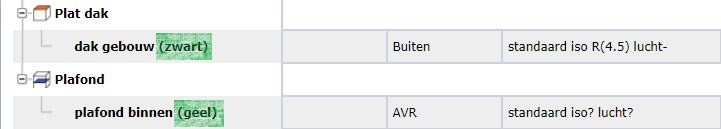 Plat dak
dak gebouw (zwart) Buiten standaard iso R(4.5) lucht-
Plafond
plafond binnen (geel) AVR standaard iso? lucht?